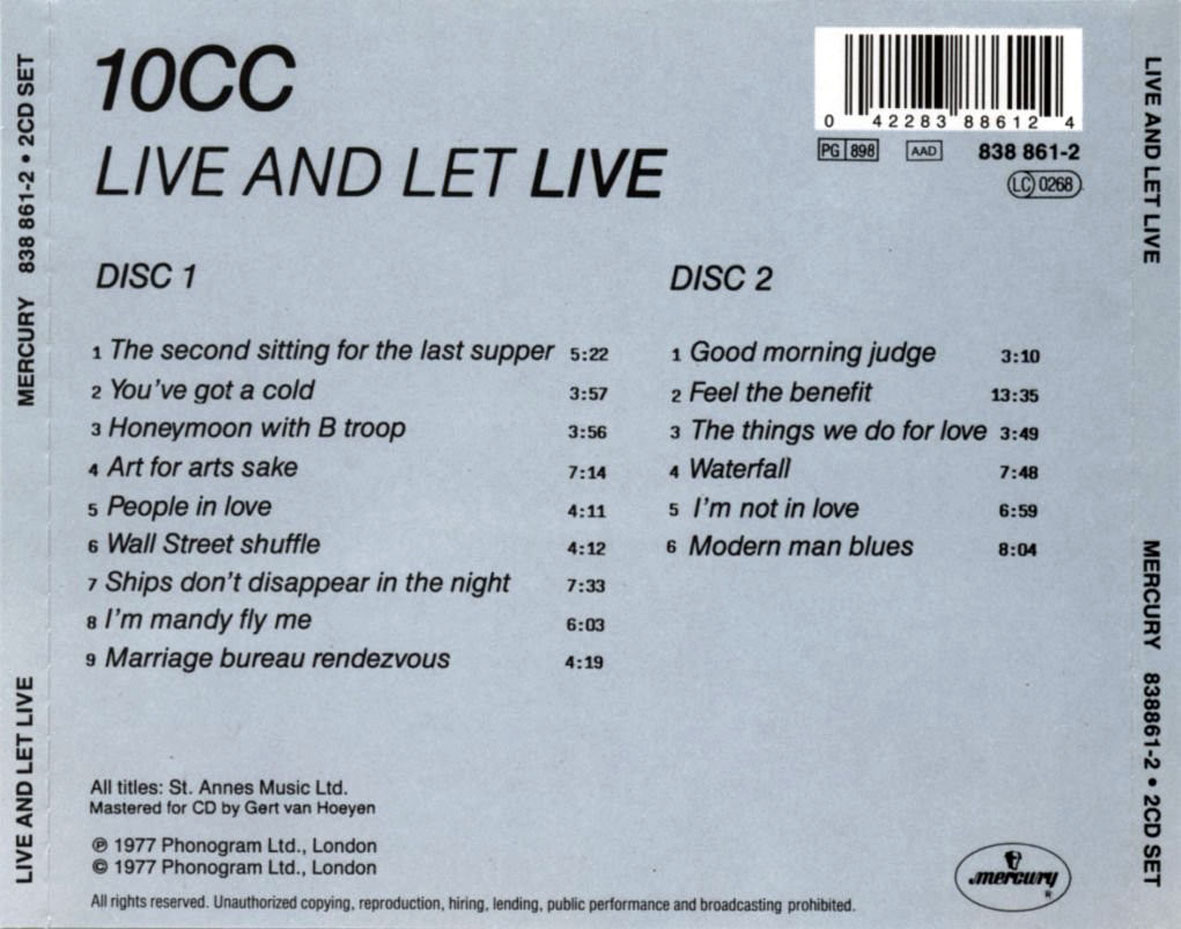 10CC
LIVE AND LET LIVE
0 42283 88612 4
PG 898 AAD 838 861-2
LC 0268
DISC 1
1 The second sitting for the last supper 5:22
2 You've got a cold 3:57
3 Honeymoon with B troop 3:56
4 Art for arts sake 7:14
5 People in love 4:11
6 Wall Street shuffle 4:12
7 Ships don't disappear in the night 7:33
8 I'm mandy fly me 6:03
9 Marriage bureau rendezvous 4:19
DISC 2
1 Good morning judge 3:10
2 Feel the benefit 13:35
3 The things we do for love 3:49
4 Waterfall 7:48
5 I'm not in love 6:59
6 Modern man blues 8:04
All titles: St. Annes Music Ltd.
Mastered for CD by Gert van Hoeyen
℗ 1977 Phonogram Ltd., London
© 1977 Phonogram Ltd., London
All rights reserved. Unauthorized copying, reproduction, hiring, lending, public performance and broadcasting prohibited.
mercury ®
LIVE AND LET LIVE MERCURY 838 861-2 • 2CD SET
LIVE AND LET LIVE MERCURY 838861-2 • 2CD SET